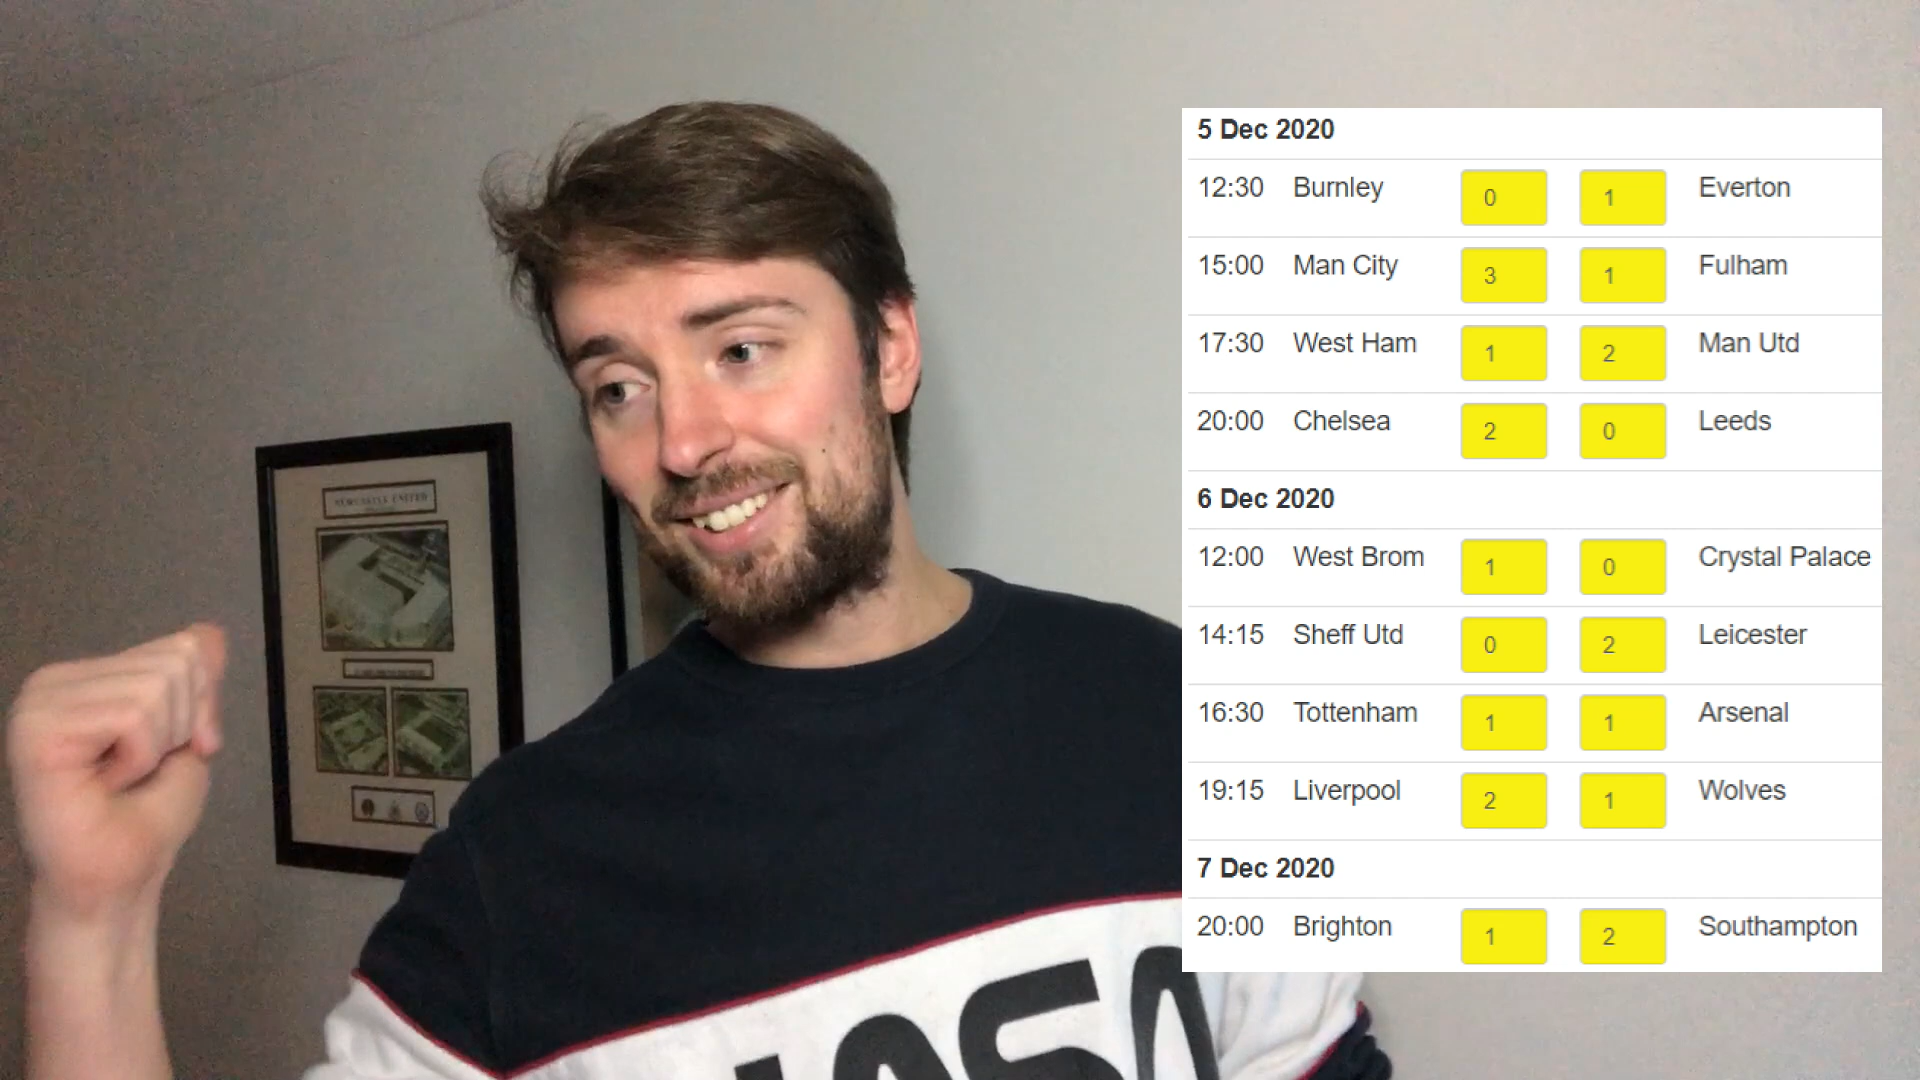 NEWCASTLE UNITED
NASA
5 Dec 2020
12:30 Burnley 0 1 Everton
15:00 Man City 3 1 Fulham
17:30 West Ham 1 2 Man Utd
20:00 Chelsea 2 0 Leeds
6 Dec 2020
12:00 West Brom 1 0 Crystal Palace
14:15 Sheff Utd 0 2 Leicester
16:30 Tottenham 1 1 Arsenal
19:15 Liverpool 2 1 Wolves
7 Dec 2020
20:00 Brighton 1 2 Southampton